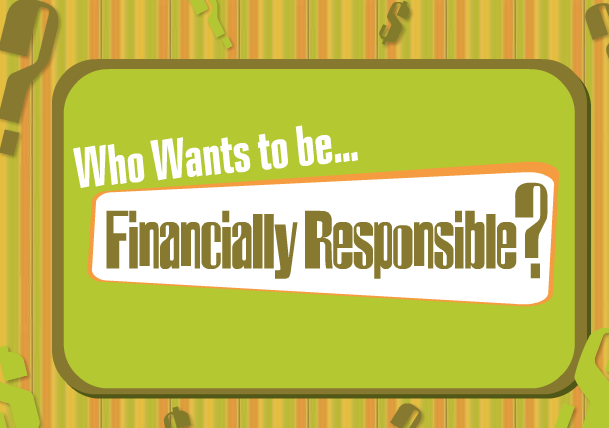 Who Wants to be...
Financially Responsible?